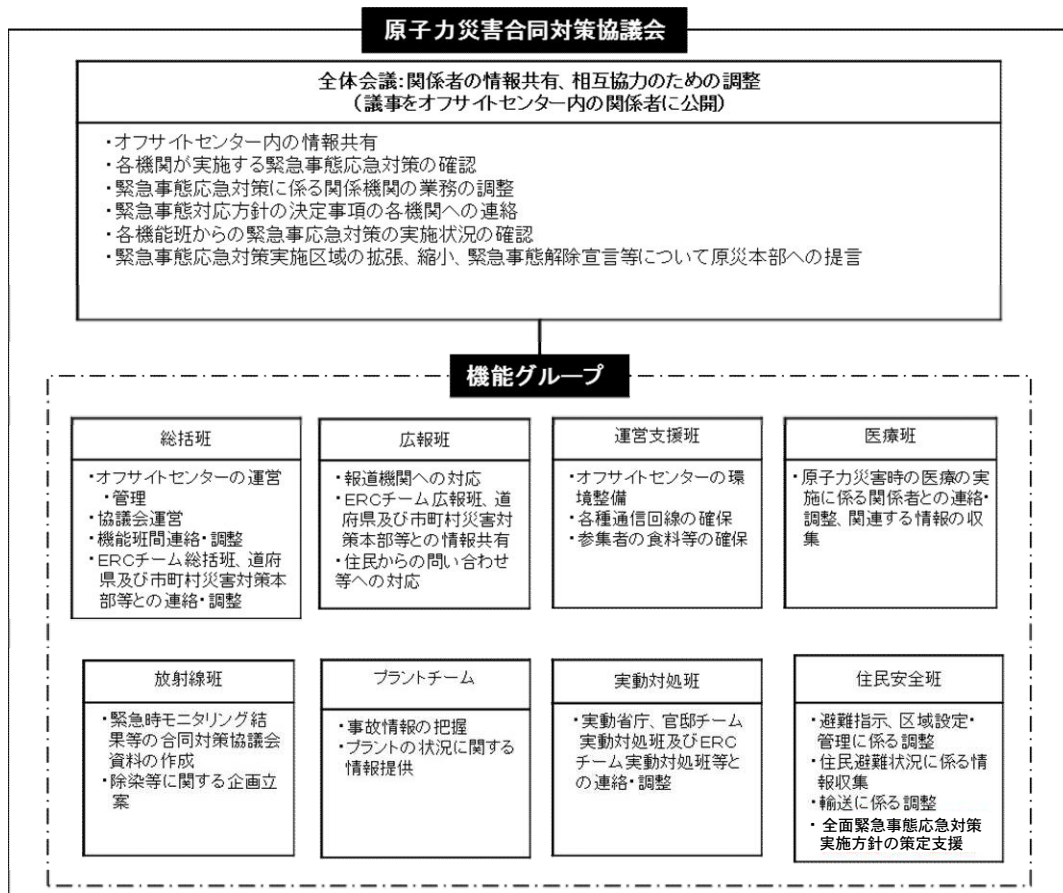 原子力災害合同対策協議会
全体会議:関係者の情報共有、相互協力のための調整
（議事をオフサイトセンター内の関係者に公開）
・オフサイトセンター内の情報共有
・各機関が実施する緊急事態応急対策の確認
・緊急事態応急対策に係る関係機関の業務の調整
・緊急事態対応方針の決定事項の各機関への連絡
・各機能班からの緊急事応急対策の実施状況の確認
・緊急事態応急対策実施区域の拡張、縮小、緊急事態解除宣言等について原災本部への提言
機能グループ
総括班
・オフサイトセンターの運営
・管理
・協議会運営
・機能班間連絡・調整
・ERCチーム総括班、道府
県及び市町村災害対策本
部等との連絡・調整
広報班
・報道機関への対応
・ERCチーム広報班、道
府県及び市町村災害対
策本部等との情報共有
・住民からの問い合わせ
等への対応
運営支援班
・オフサイトセンターの環
境整備
・各種通信回線の確保
・参集者の食料等の確保
医療班
・原子力災害時の医療の実
施に係る関係者との連絡・
調整、関連する情報の収
集
放射線班
・緊急時モニタリング結
果等の合同対策協議会
資料の作成
・除染等に関する企画立
案
プラントチーム
・事故情報の把握
・プラントの状況に関する
情報提供
実動対処班
・実動省庁、官邸チーム
実動対処班及びERC
チーム実動対処班等と
の連絡・調整
住民安全班
・避難指示、区域設定・
管理に係る調整
・住民避難状況に係る情
報収集
・輸送に係る調整
・全面緊急事態応急対策
実施方針の策定支援